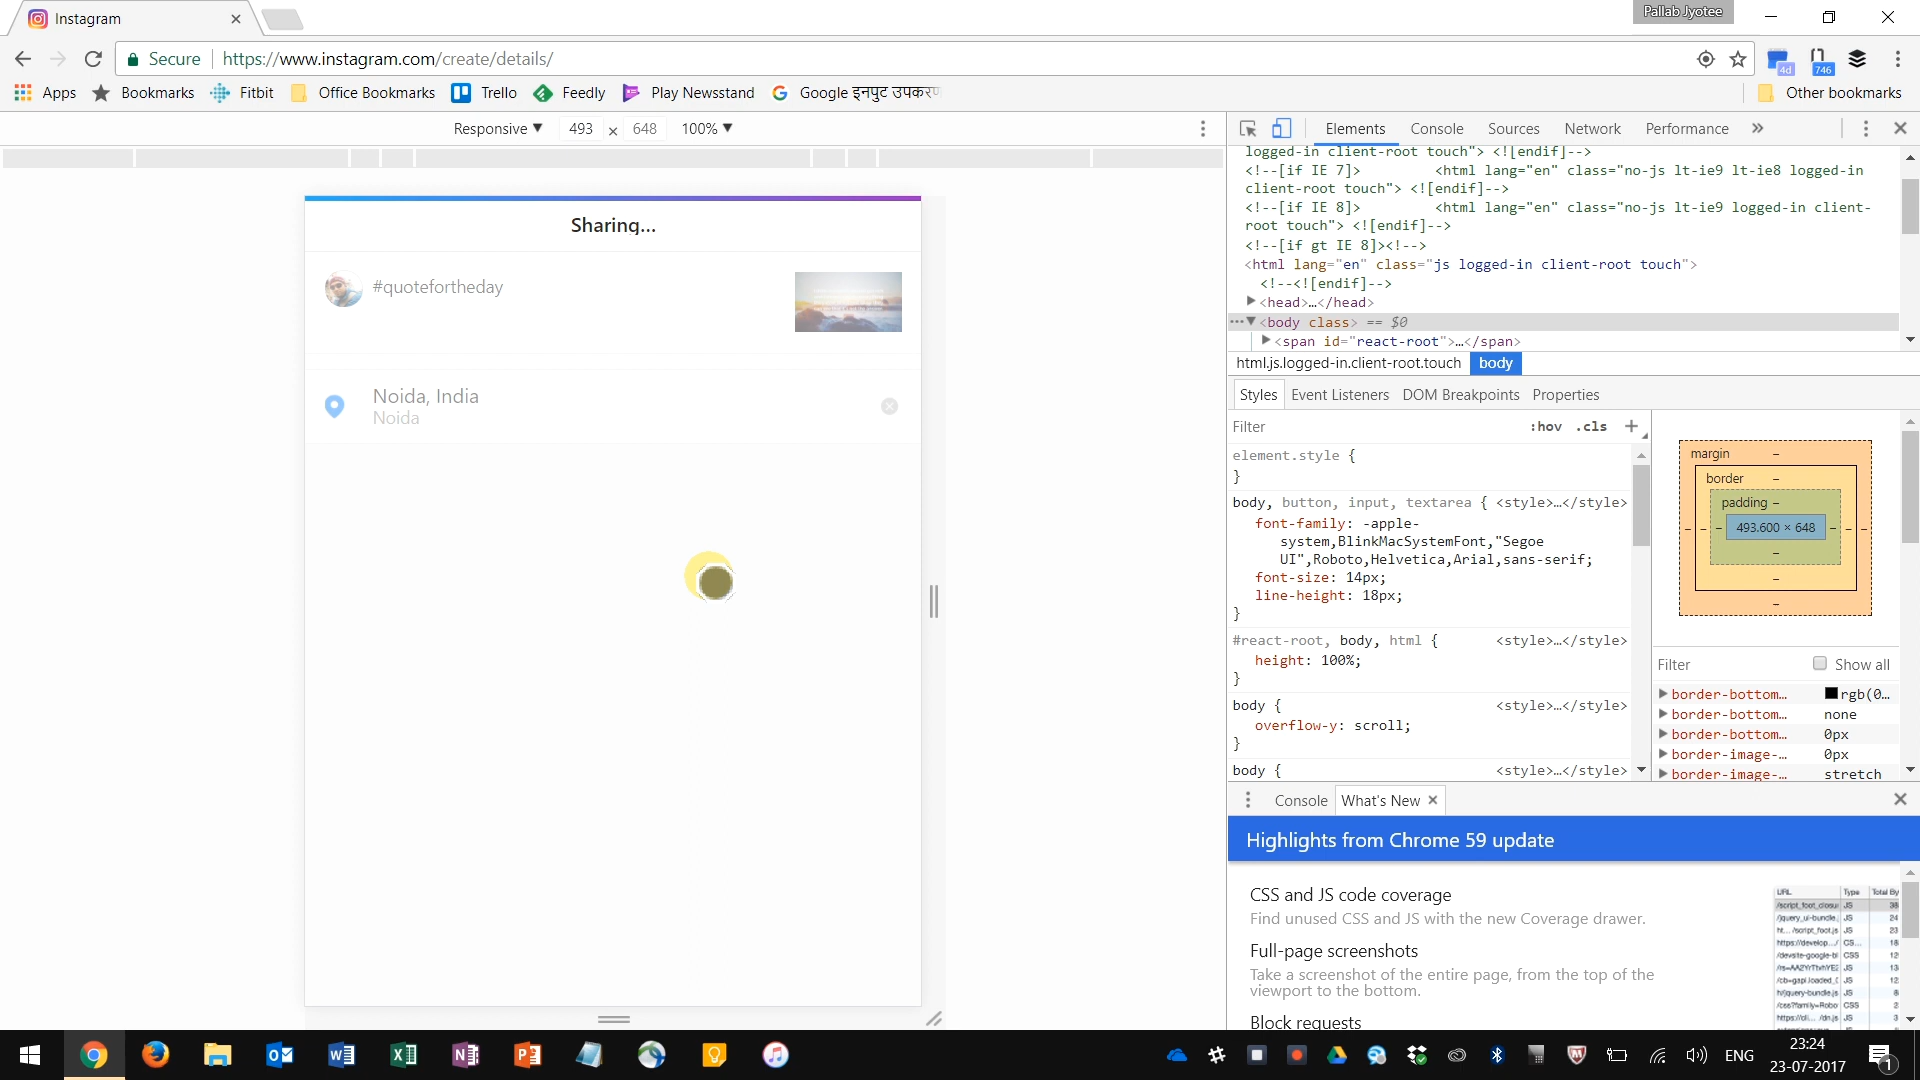 Instagram
Pallab Jyotee
Secure
https://www.instagram.com/create/details/
4d
746
Apps
Bookmarks
Fitbit
Office Bookmarks
Trello
Feedly
Play Newsstand
Google इनपुट उपकरण
Other bookmarks
Responsive ▼ 493 × 648 100% ▼
Sharing...
#quotefortheday
Noida, India
Noida
Elements Console Sources Network Performance »
logged-in client-root touch"> <![endif]-->
<!--[if IE 7]> <html lang="en" class="no-js lt-ie9 lt-ie8 logged-in
client-root touch"> <![endif]-->
<!--[if IE 8]> <html lang="en" class="no-js lt-ie9 logged-in client-
root touch"> <![endif]-->
<!--[if gt IE 8]><!-->
<html lang="en" class="js logged-in client-root touch">
<!--<![endif]-->
<head>…</head>
<body class> == $0
<span id="react-root">…</span>
html.js.logged-in.client-root.touch body
Styles Event Listeners DOM Breakpoints Properties
Filter :hov .cls +
element.style {
}
body, button, input, textarea { <style>…</style>
font-family: -apple-
system,BlinkMacSystemFont,"Segoe
UI",Roboto,Helvetica,Arial,sans-serif;
font-size: 14px;
line-height: 18px;
}
#react-root, body, html { <style>…</style>
height: 100%;
}
body { <style>…</style>
overflow-y: scroll;
}
body { <style>…</style>
margin –
border –
padding –
493.600 × 648
Filter Show all
border-bottom… rgb(0…
border-bottom… none
border-bottom… 0px
border-image-… 0px
border-image-… stretch
Console What's New
Highlights from Chrome 59 update
CSS and JS code coverage
Find unused CSS and JS with the new Coverage drawer.
Full-page screenshots
Take a screenshot of the entire page, from the top of the
viewport to the bottom.
Block requests
URL Type Total By
ENG
23:24
23-07-2017
1